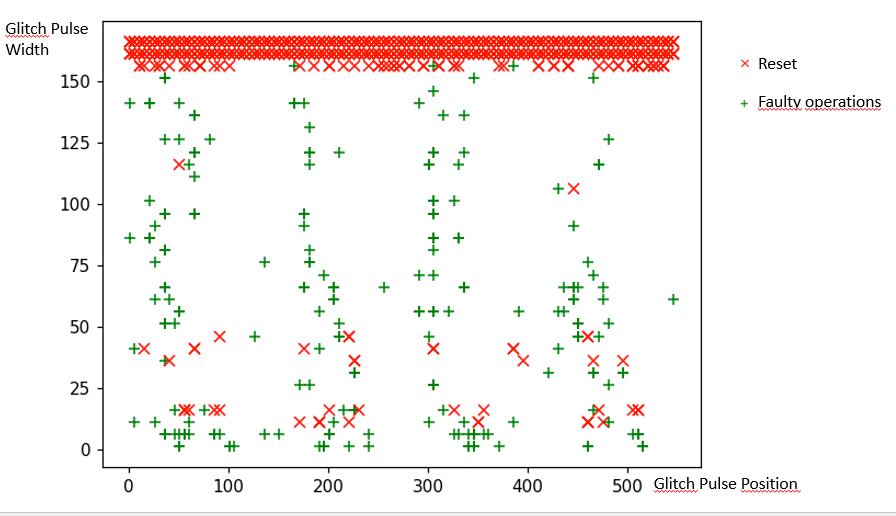 Glitch Pulse
Width
Reset
Faulty operations
150
125
100
75
50
25
0
0 100 200 300 400 500
Glitch Pulse Position